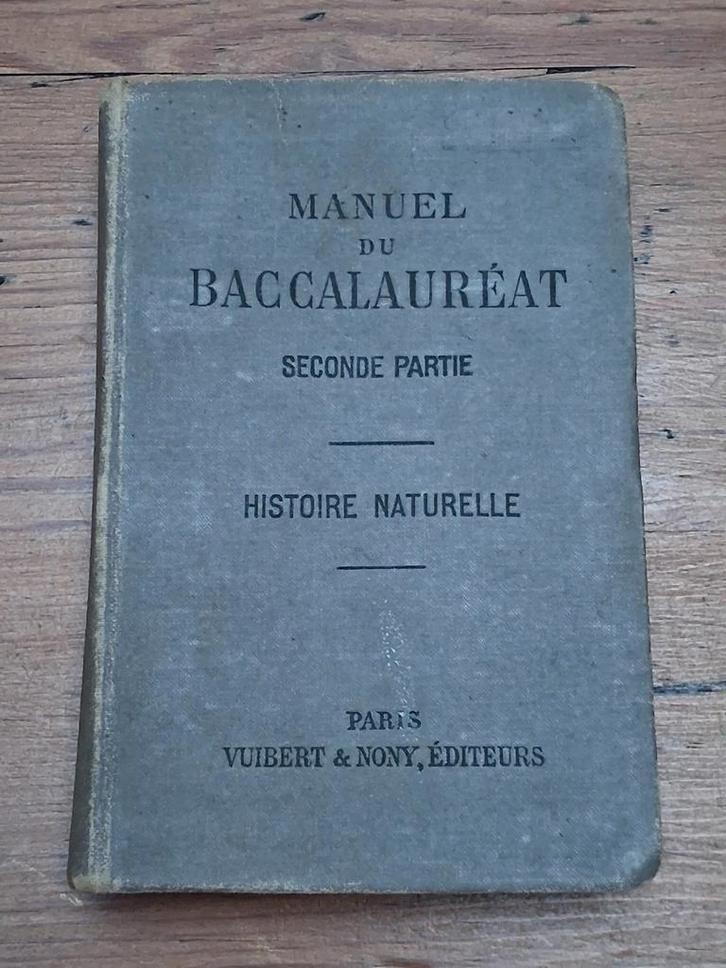 MANUEL
DU
BACCALAURÉAT
SECONDE PARTIE
HISTOIRE NATURELLE
PARIS
VUIBERT & NONY, ÉDITEURS